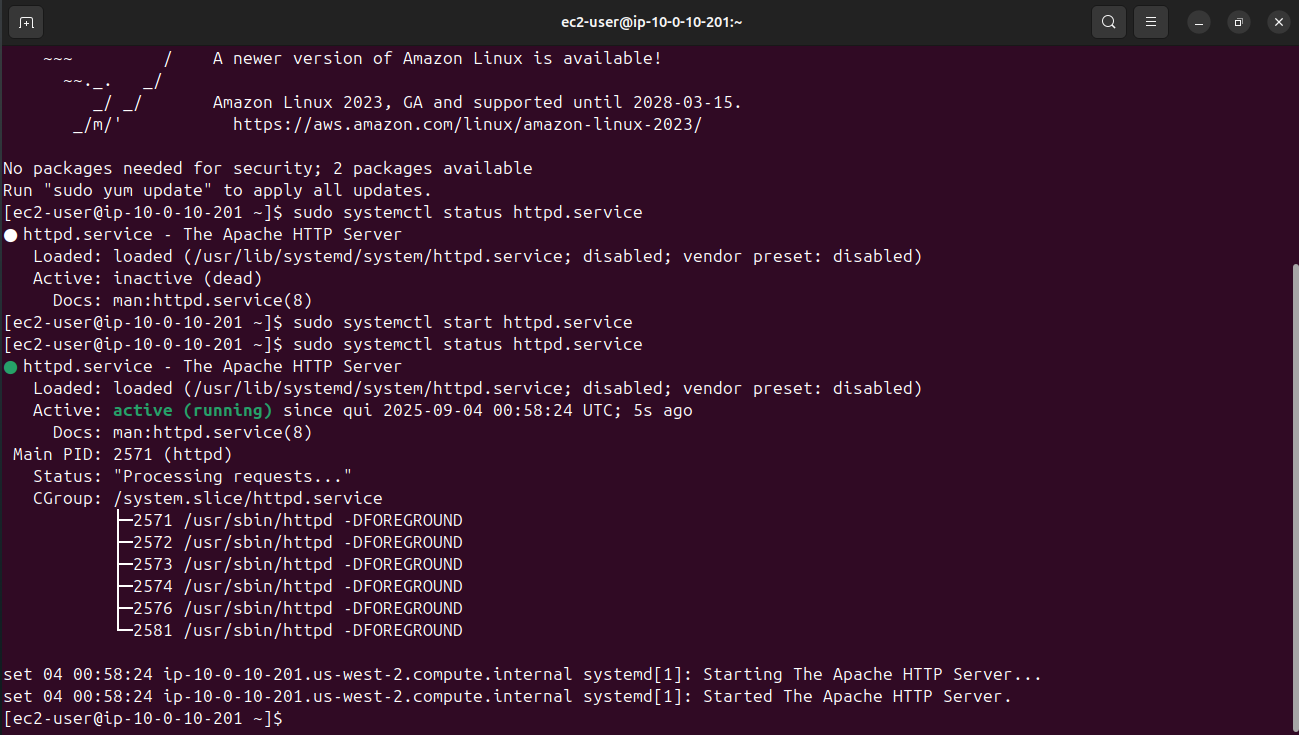 ec2-user@ip-10-0-10-201:~
    ~~~         /    A newer version of Amazon Linux is available!
      ~~._.   _/
         _/ _/       Amazon Linux 2023, GA and supported until 2028-03-15.
       _/m/'           https://aws.amazon.com/linux/amazon-linux-2023/
No packages needed for security; 2 packages available
Run "sudo yum update" to apply all updates.
[ec2-user@ip-10-0-10-201 ~]$ sudo systemctl status httpd.service
● httpd.service - The Apache HTTP Server
   Loaded: loaded (/usr/lib/systemd/system/httpd.service; disabled; vendor preset: disabled)
   Active: inactive (dead)
     Docs: man:httpd.service(8)
[ec2-user@ip-10-0-10-201 ~]$ sudo systemctl start httpd.service
[ec2-user@ip-10-0-10-201 ~]$ sudo systemctl status httpd.service
● httpd.service - The Apache HTTP Server
   Loaded: loaded (/usr/lib/systemd/system/httpd.service; disabled; vendor preset: disabled)
   Active: active (running) since qui 2025-09-04 00:58:24 UTC; 5s ago
     Docs: man:httpd.service(8)
 Main PID: 2571 (httpd)
   Status: "Processing requests..."
   CGroup: /system.slice/httpd.service
           ├─2571 /usr/sbin/httpd -DFOREGROUND
           ├─2572 /usr/sbin/httpd -DFOREGROUND
           ├─2573 /usr/sbin/httpd -DFOREGROUND
           ├─2574 /usr/sbin/httpd -DFOREGROUND
           ├─2576 /usr/sbin/httpd -DFOREGROUND
           └─2581 /usr/sbin/httpd -DFOREGROUND
set 04 00:58:24 ip-10-0-10-201.us-west-2.compute.internal systemd[1]: Starting The Apache HTTP Server...
set 04 00:58:24 ip-10-0-10-201.us-west-2.compute.internal systemd[1]: Started The Apache HTTP Server.
[ec2-user@ip-10-0-10-201 ~]$